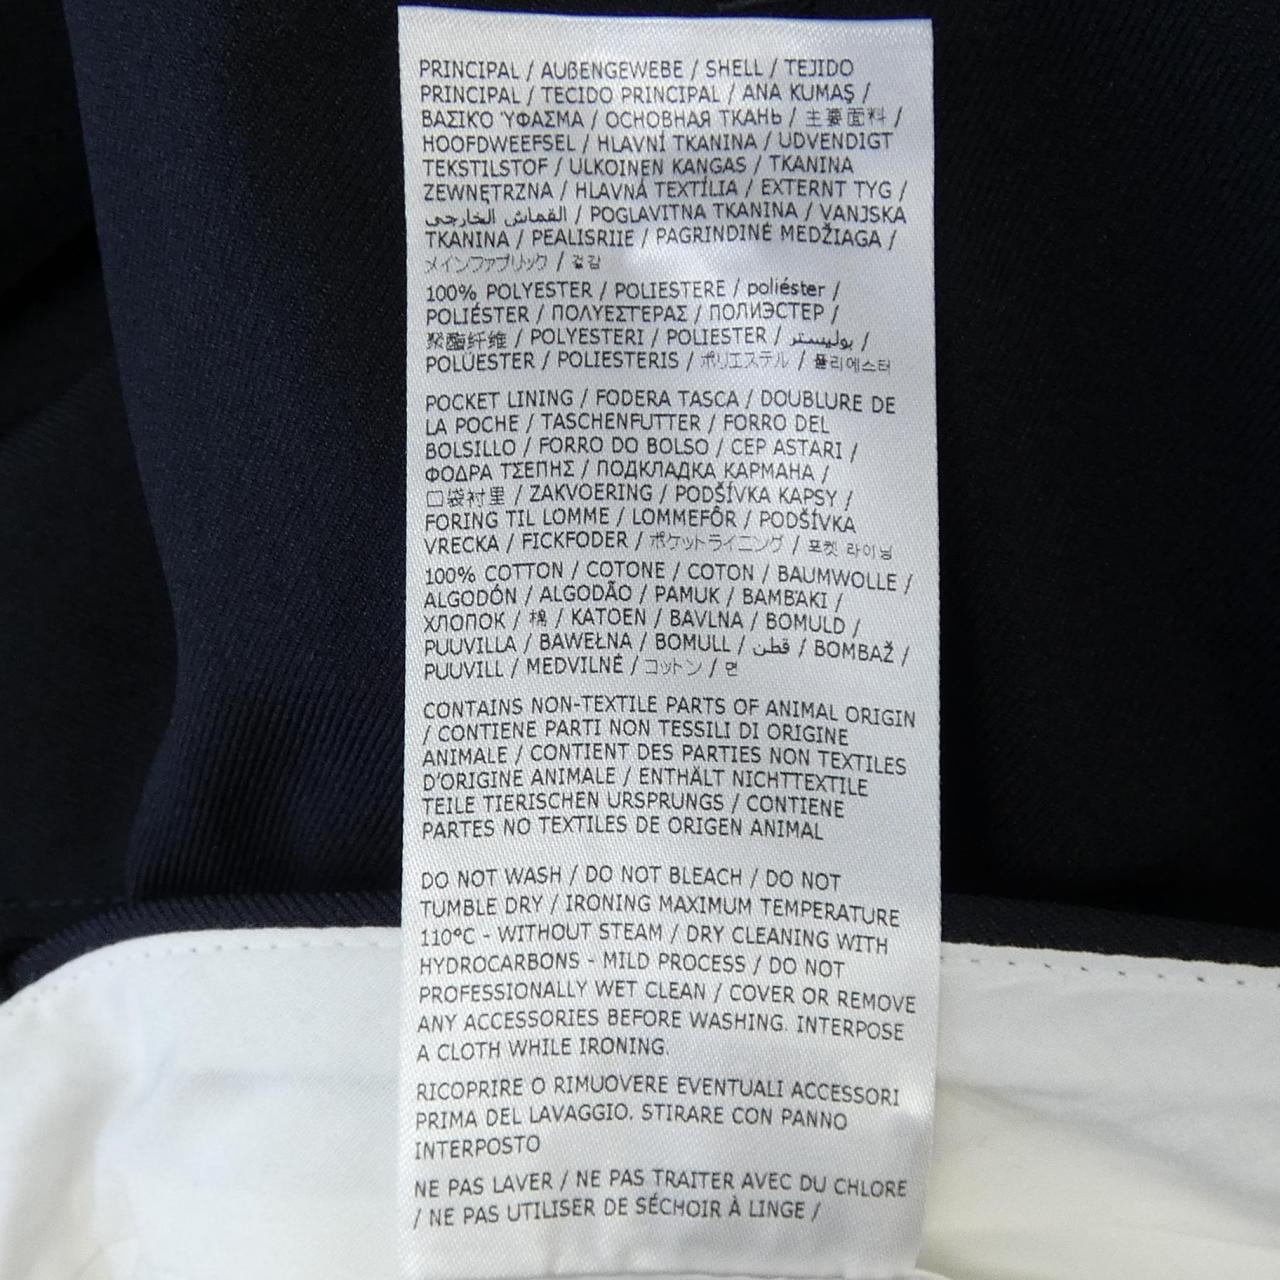 PRINCIPAL / AUßENGEWEBE / SHELL / TEJIDO
PRINCIPAL / TECIDO PRINCIPAL / ANA KUMAŞ /
ΒΑΣΙΚΟ ΎΦΑΣΜΑ / ОСНОВНАЯ ТКАНЬ / 主要面料 /
HOOFDWEEFSEL / HLAVNÍ TKANINA / UDVENDIGT
TEKSTILSTOF / ULKOINEN KANGAS / TKANINA
ZEWNĘTRZNA / HLAVNÁ TEXTÍLIA / EXTERNT TYG /
القماش الخارجي / POGLAVITNA TKANINA / VANJSKA
TKANINA / PEALISRIIE / PAGRINDINĖ MEDŽIAGA /
メインファブリック / 겉감
100% POLYESTER / POLIESTERE / poliéster /
POLIÉSTER / ΠΟΛΥΕΣΤΕΡΑΣ / ПОЛИЭСТЕР /
聚酯纤维 / POLYESTERI / POLIESTER / بوليستر /
POLÜESTER / POLIESTERIS / ポリエステル / 폴리에스터
POCKET LINING / FODERA TASCA / DOUBLURE DE
LA POCHE / TASCHENFUTTER / FORRO DEL
BOLSILLO / FORRO DO BOLSO / CEP ASTARI /
ΦΟΔΡΑ ΤΣΕΠΗΣ / ПОДКЛАДКА КАРМАНА /
口袋衬里 / ZAKVOERING / PODŠÍVKA KAPSY /
FORING TIL LOMME / LOMMEFÔR / PODŠÍVKA
VRECKA / FICKFODER / ポケットライニング / 포켓 라이닝
100% COTTON / COTONE / COTON / BAUMWOLLE /
ALGODÓN / ALGODÃO / PAMUK / ΒΑΜΒΆΚΙ /
ХЛОПОК / 棉 / KATOEN / BAVLNA / BOMULD /
PUUVILLA / BAWEŁNA / BOMULL / قطن / BOMBAŽ /
PUUVILL / MEDVILNĖ / コットン / 면
CONTAINS NON-TEXTILE PARTS OF ANIMAL ORIGIN
/ CONTIENE PARTI NON TESSILI DI ORIGINE
ANIMALE / CONTIENT DES PARTIES NON TEXTILES
D'ORIGINE ANIMALE / ENTHÄLT NICHTTEXTILE
TEILE TIERISCHEN URSPRUNGS / CONTIENE
PARTES NO TEXTILES DE ORIGEN ANIMAL
DO NOT WASH / DO NOT BLEACH / DO NOT
TUMBLE DRY / IRONING MAXIMUM TEMPERATURE
110°C - WITHOUT STEAM / DRY CLEANING WITH
HYDROCARBONS - MILD PROCESS / DO NOT
PROFESSIONALLY WET CLEAN / COVER OR REMOVE
ANY ACCESSORIES BEFORE WASHING. INTERPOSE
A CLOTH WHILE IRONING.
RICOPRIRE O RIMUOVERE EVENTUALI ACCESSORI
PRIMA DEL LAVAGGIO. STIRARE CON PANNO
INTERPOSTO
NE PAS LAVER / NE PAS TRAITER AVEC DU CHLORE
/ NE PAS UTILISER DE SÉCHOIR À LINGE /